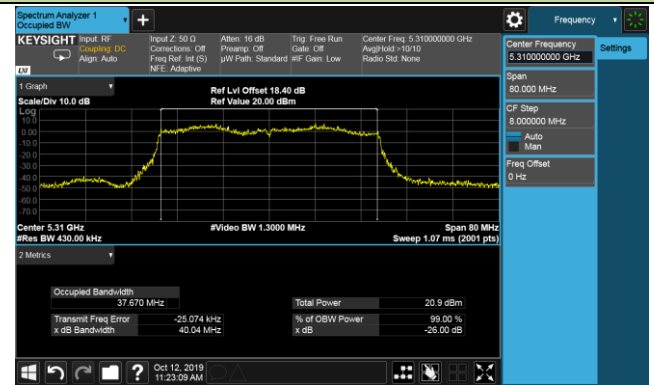 Spectrum Analyzer 1
Occupied BW
Frequency
KEYSIGHT Input: RF
Coupling: DC
Align: Auto
LXI
Input Z: 50 Ω
Corrections: Off
Freq Ref: Int (S)
NFE: Adaptive
Atten: 16 dB
Preamp: Off
µW Path: Standard
Trig: Free Run
Gate: Off
#IF Gain: Low
Center Freq: 5.310000000 GHz
Avg|Hold:>10/10
Radio Std: None
Center Frequency
5.310000000 GHz
Settings
Span
80.000 MHz
CF Step
8.000000 MHz
Auto
Man
Freq Offset
0 Hz
1 Graph
Scale/Div 10.0 dB
Ref Lvl Offset 18.40 dB
Ref Value 20.00 dBm
Log
10.0
0.00
-10.0
-20.0
-30.0
-40.0
-50.0
-60.0
-70.0
Center 5.31 GHz
#Res BW 430.00 kHz
#Video BW 1.3000 MHz
Span 80 MHz
Sweep 1.07 ms (2001 pts)
2 Metrics
Occupied Bandwidth
37.670 MHz
Total Power 20.9 dBm
Transmit Freq Error -25.074 kHz
% of OBW Power 99.00 %
x dB Bandwidth 40.04 MHz
x dB -26.00 dB
?
Oct 12, 2019
11:23:09 AM